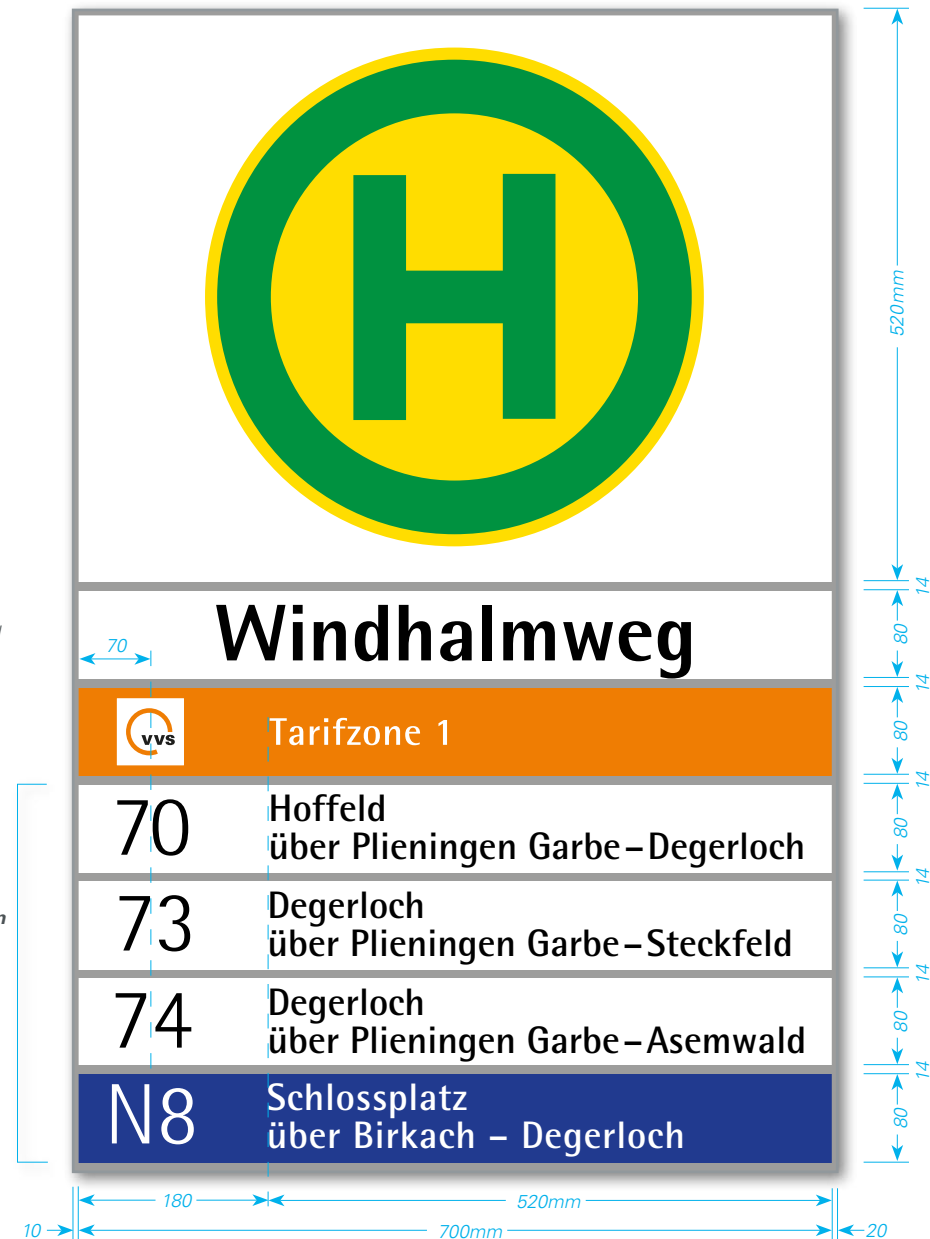 H
520mm
14
Windhalmweg
70
80
14
vvs
Tarifzone 1
80
14
70
Hoffeld
über Plieningen Garbe–Degerloch
80
14
73
Degerloch
über Plieningen Garbe–Steckfeld
80
14
74
Degerloch
über Plieningen Garbe–Asemwald
80
14
N8
Schlossplatz
über Birkach – Degerloch
80
180
520mm
10
700mm
20